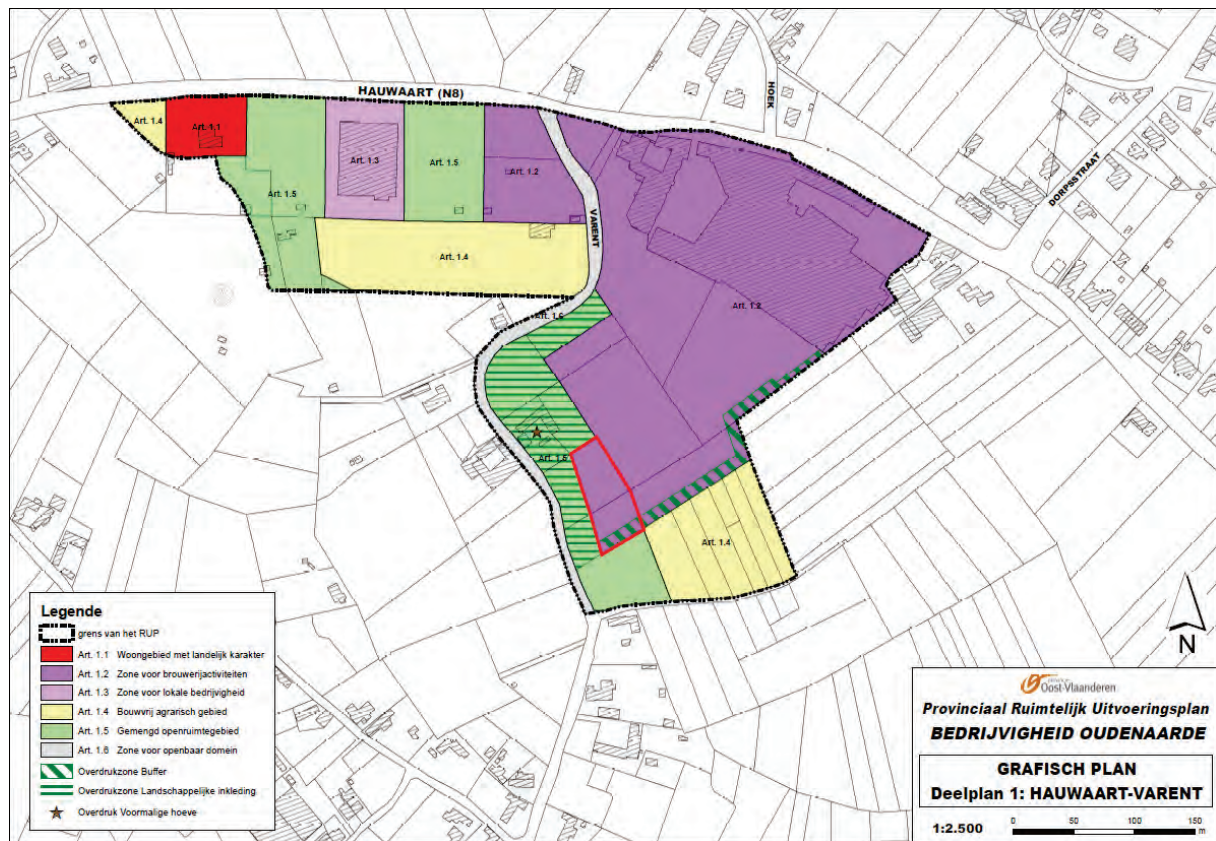 HAUWAART (N8)
HOEK
DORPSSTRAAT
VARENT
Art. 1.4
Art. 1.1
Art. 1.5
Art. 1.3
Art. 1.5
Art. 1.2
Art. 1.4
Art. 1.2
Art. 1.6
Art. 1.5
Art. 1.4
Legende
grens van het RUP
Art. 1.1 Woongebied met landelijk karakter
Art. 1.2 Zone voor brouwerijactiviteiten
Art. 1.3 Zone voor lokale bedrijvigheid
Art. 1.4 Bouwvrij agrarisch gebied
Art. 1.5 Gemengd openruimtegebied
Art. 1.6 Zone voor openbaar domein
Overdrukzone Buffer
Overdrukzone Landschappelijke inkleding
Overdruk Voormalige hoeve
N
Oost-Vlaanderen
Provinciaal Ruimtelijk Uitvoeringsplan
BEDRIJVIGHEID OUDENAARDE
GRAFISCH PLAN
Deelplan 1: HAUWAART-VARENT
1:2.500
0 50 100 150
m